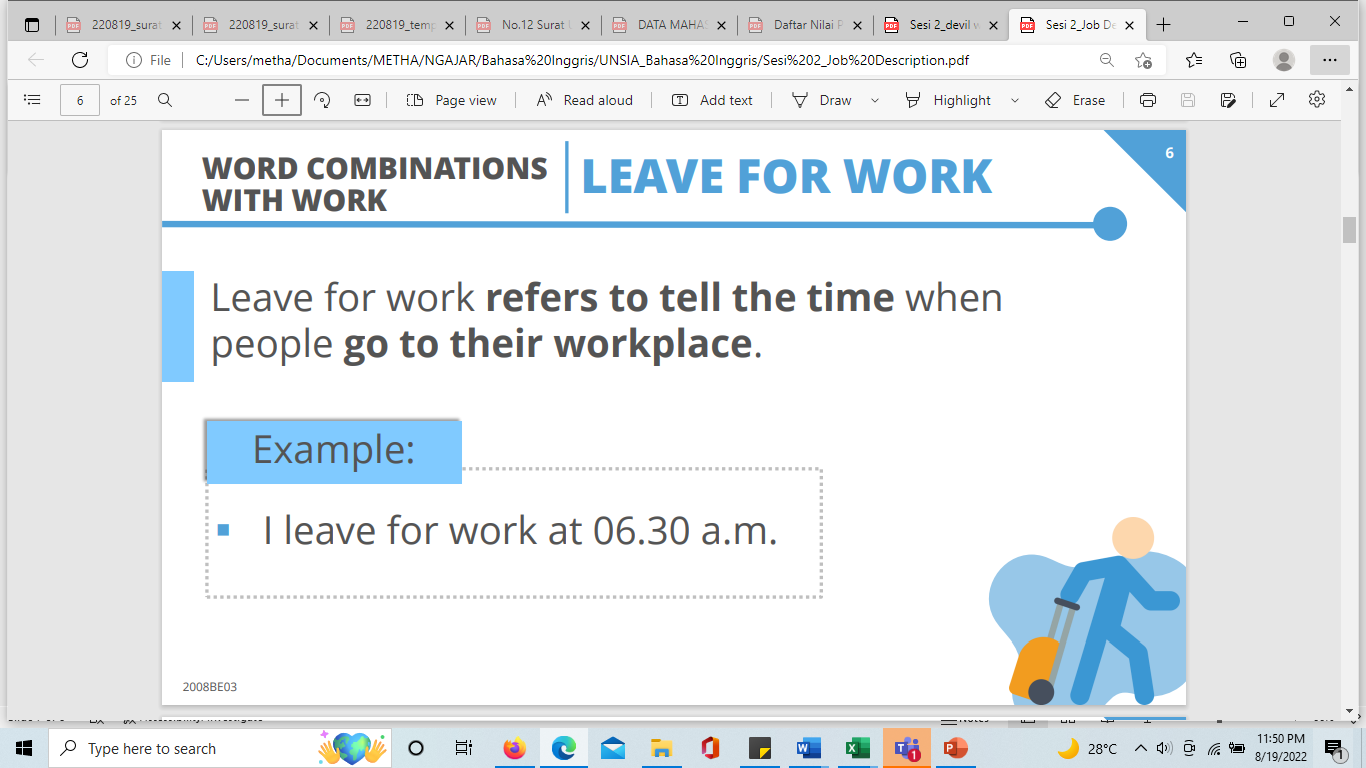 220819_surat
220819_surat
220819_temp
No.12 Surat
DATA MAHA
Daftar Nilai P
Sesi 2_devil w
Sesi 2_Job De
File
C:/Users/metha/Documents/METHA/NGAJAR/Bahasa%20Inggris/UNSIA_Bahasa%20Inggris/Sesi%202_Job%20Description.pdf
6 of 25
Page view
Read aloud
Add text
Draw
Highlight
Erase
WORD COMBINATIONS
WITH WORK
LEAVE FOR WORK
6
Leave for work refers to tell the time when
people go to their workplace.
Example:
I leave for work at 06.30 a.m.
2008BE03
Type here to search
1
28°C
11:50 PM
8/19/2022
1